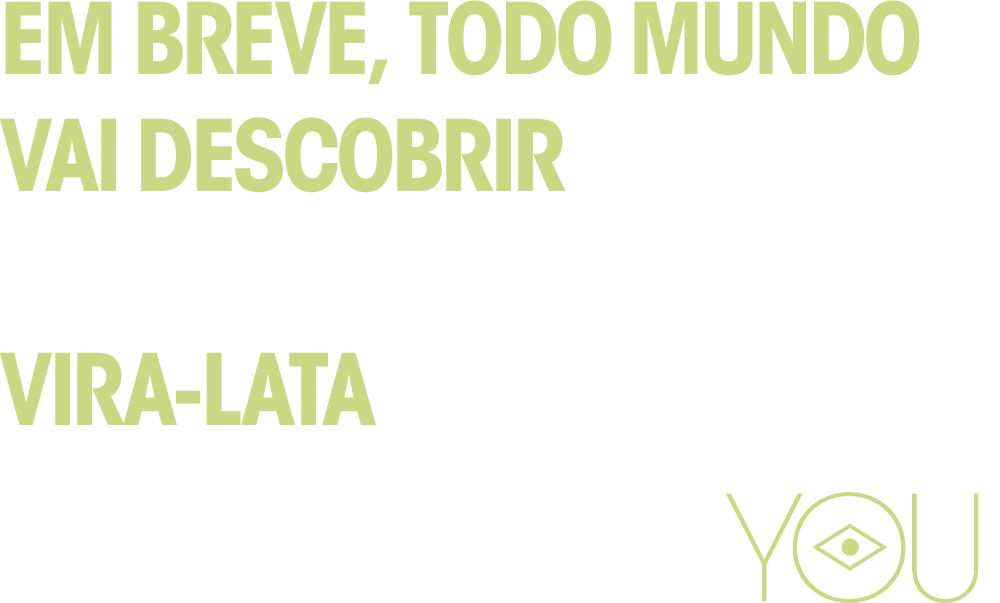 EM BREVE, TODO MUNDO
VAI DESCOBRIR
VIRA-LATA
YOU